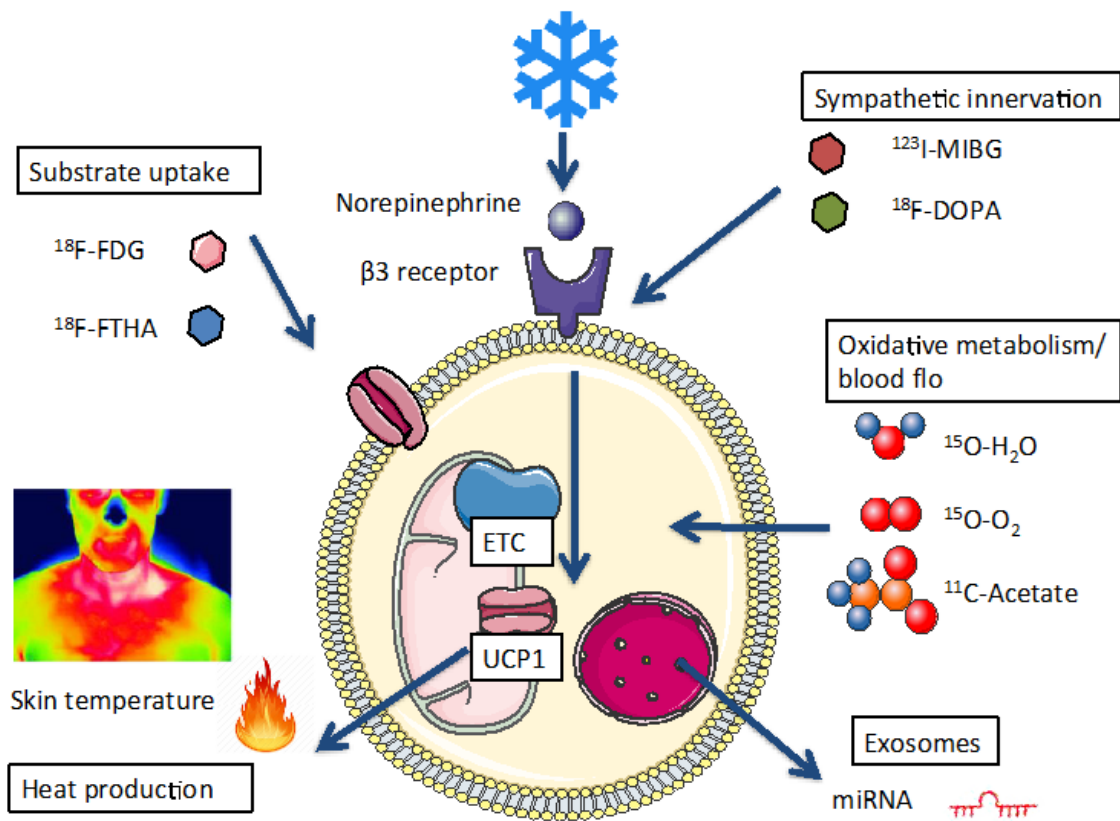 Sympathetic innervation
¹²³I-MIBG
¹⁸F-DOPA
Substrate uptake
¹⁸F-FDG
¹⁸F-FTHA
Norepinephrine
β3 receptor
Oxidative metabolism/
blood flo
¹⁵O-H₂O
¹⁵O-O₂
¹¹C-Acetate
ETC
UCP1
Skin temperature
Heat production
Exosomes
miRNA